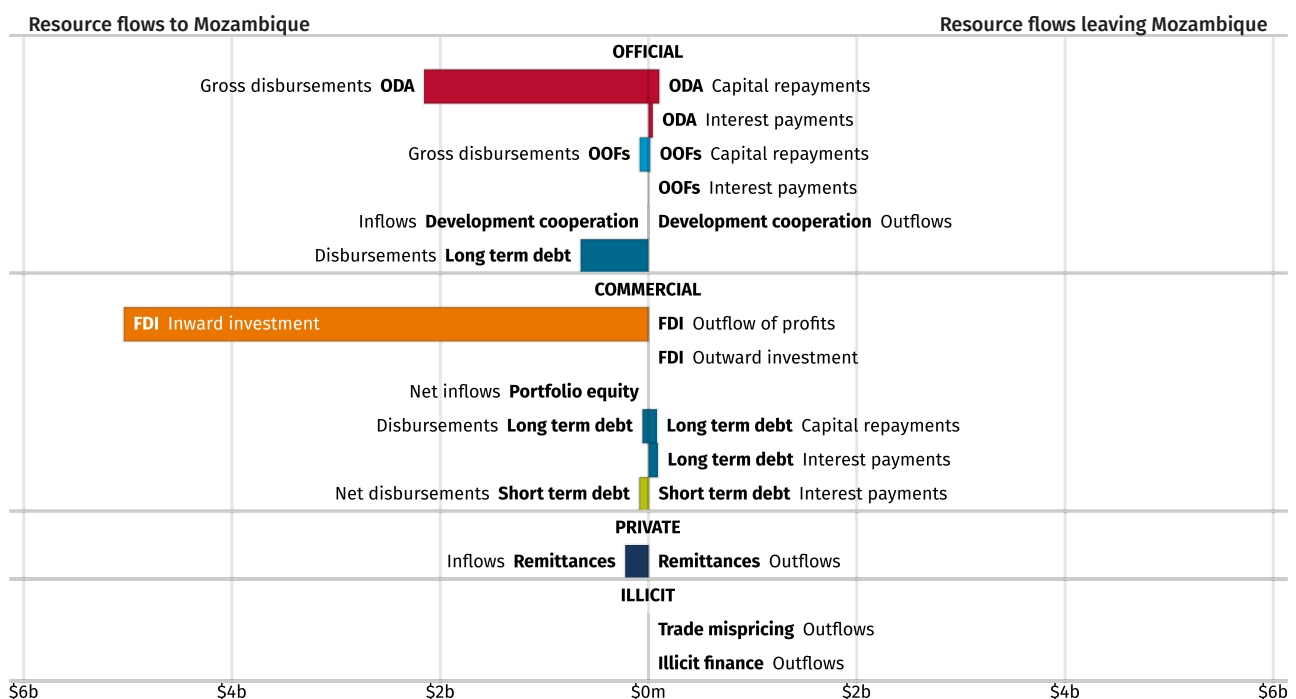 Resource flows to Mozambique Resource flows leaving Mozambique
OFFICIAL
Gross disbursements ODA ODA Capital repayments
ODA Interest payments
Gross disbursements OOFs OOFs Capital repayments
OOFs Interest payments
Inflows Development cooperation Development cooperation Outflows
Disbursements Long term debt
COMMERCIAL
FDI Inward investment FDI Outflow of profits
FDI Outward investment
Net inflows Portfolio equity
Disbursements Long term debt Long term debt Capital repayments
Long term debt Interest payments
Net disbursements Short term debt Short term debt Interest payments
PRIVATE
Inflows Remittances Remittances Outflows
ILLICIT
Trade mispricing Outflows
Illicit finance Outflows
$6b $4b $2b $0m $2b $4b $6b